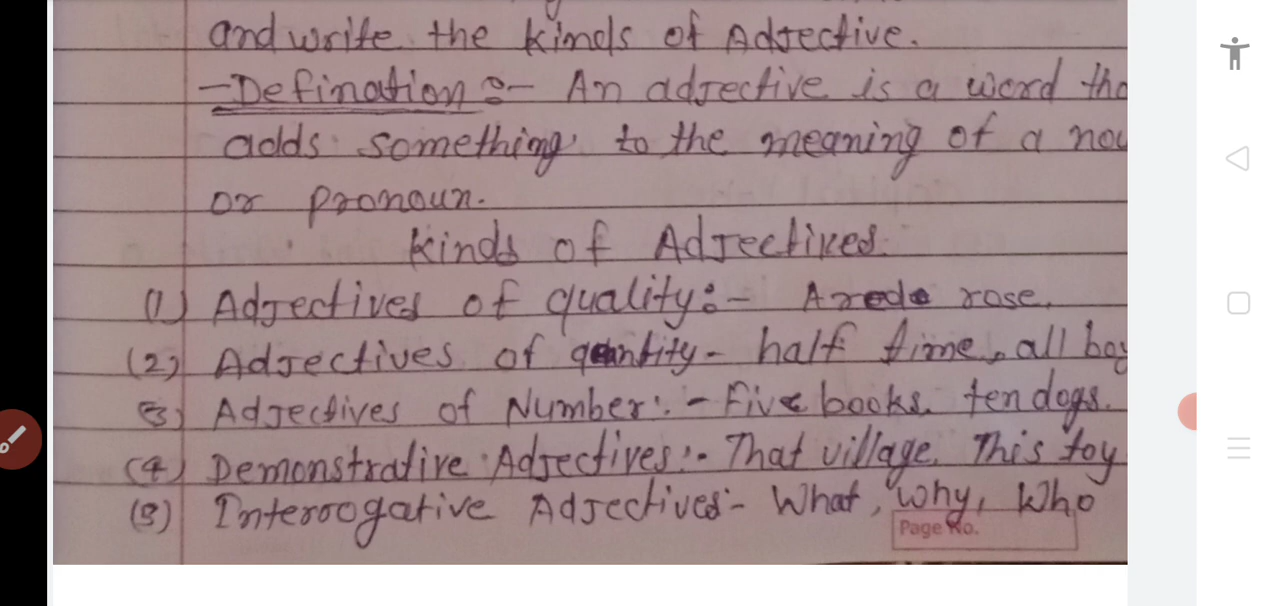 and write the kinds of Adjective.
- Defination :- An adjective is a word tha
adds something to the meaning of a nou
or pronoun.
Kinds of Adjectives.
(1) Adjectives of quality:- A red rose.
(2) Adjectives of quantity - half time, all boy
(3) Adjectives of Number :- Five books. ten dogs.
(4) Demonstrative Adjectives :- That village. This toy
(5) Interrogative Adjectives - What, why, Who
Page No.